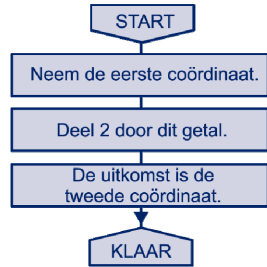 START
Neem de eerste coördinaat.
Deel 2 door dit getal.
De uitkomst is de
tweede coördinaat.
KLAAR